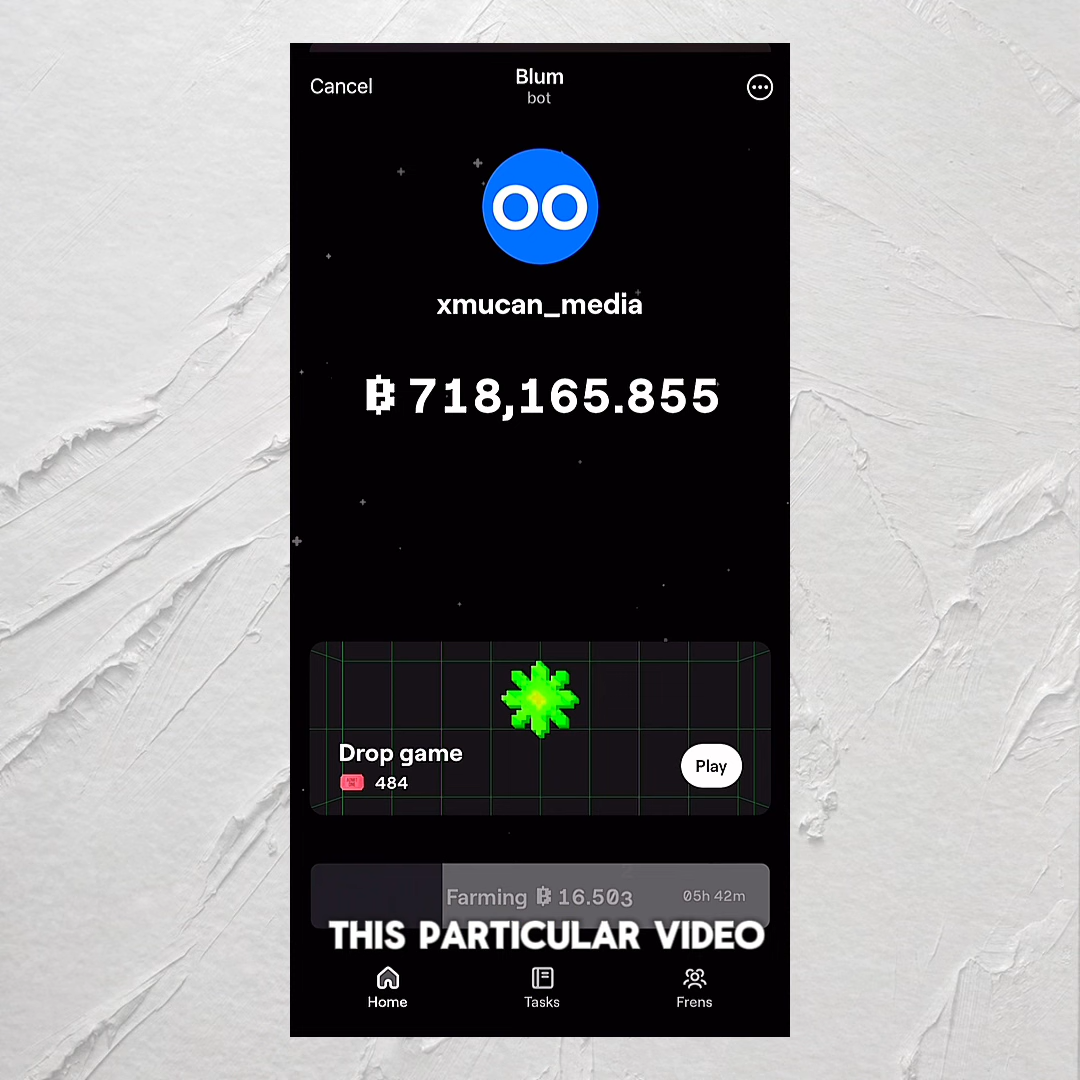 Cancel
Blum
bot
xmucan_media
718,165.855
Drop game
484
Play
Farming 16.503
05h 42m
THIS PARTICULAR VIDEO
Home
Tasks
Frens